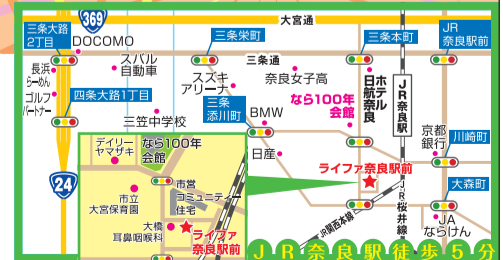 369
大宮通
三条大路
2丁目
DOCOMO
三条栄町
三条本町
JR
奈良駅前
三条通
長浜
らーめん
スバル
自動車
スズキ
アリーナ
奈良女子高
ホテル
日航奈良
JR奈良駅
ゴルフ
パートナー
四条大路1丁目
三条
添川町
なら100年
会館
三笠中学校
BMW
京都
銀行
川崎町
なら100年
会館
デイリー
ヤマザキ
日産
ライファ奈良駅前
24
市営
コミュニティー
住宅
市立
大宮保育園
大森町
JR桜井線
大橋
耳鼻咽喉科
ライファ
奈良駅前
JR関西本線
JA
ならけん
JR奈良駅徒歩5分